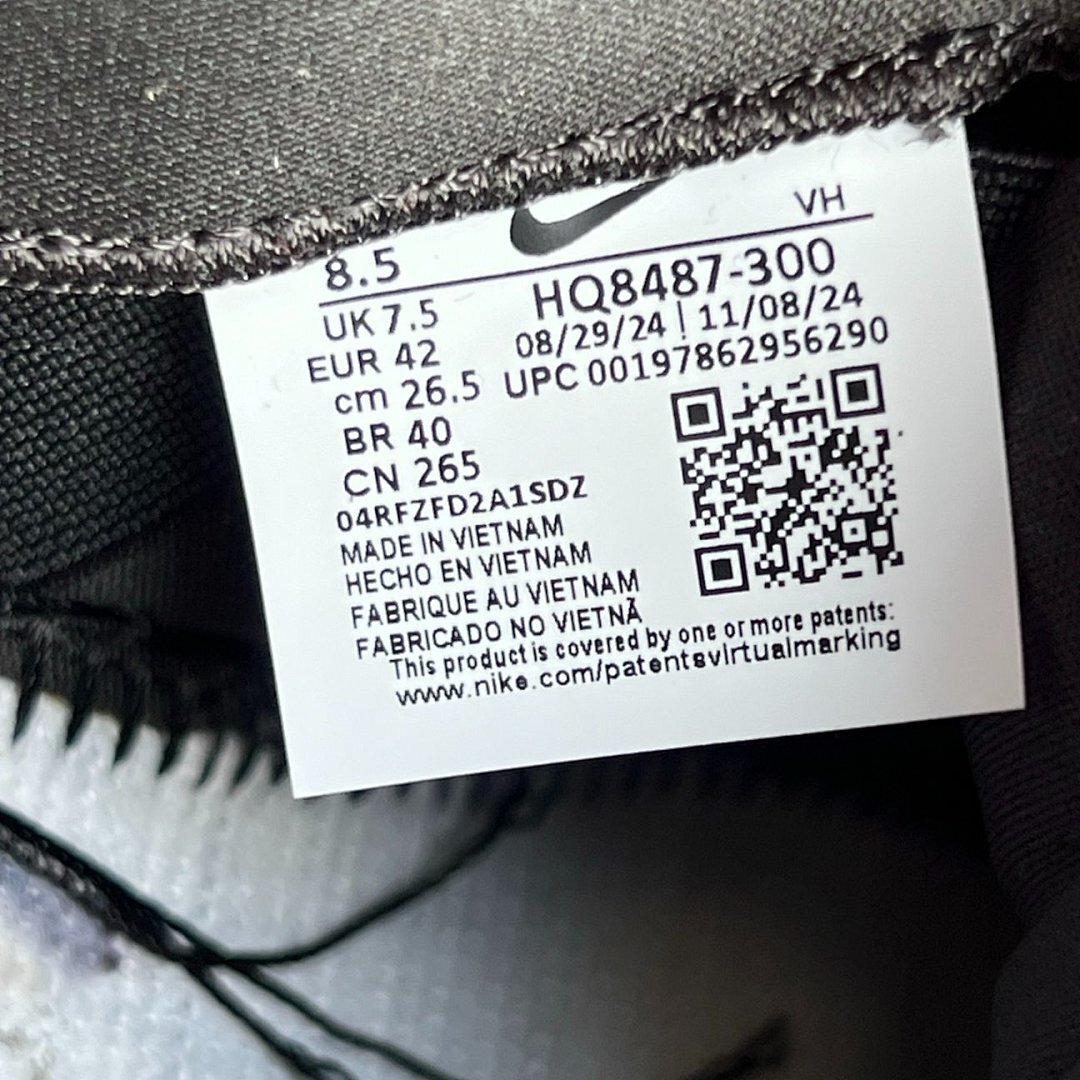 VH
8.5
HQ8487-300
UK 7.5
08/29/24 | 11/08/24
EUR 42
UPC 00197862956290
cm 26.5
BR 40
CN 265
04RFZFD2A1SDZ
MADE IN VIETNAM
HECHO EN VIETNAM
FABRIQUE AU VIETNAM
FABRICADO NO VIETNÃ
This product is covered by one or more patents:
www.nike.com/patentsvirtualmarking